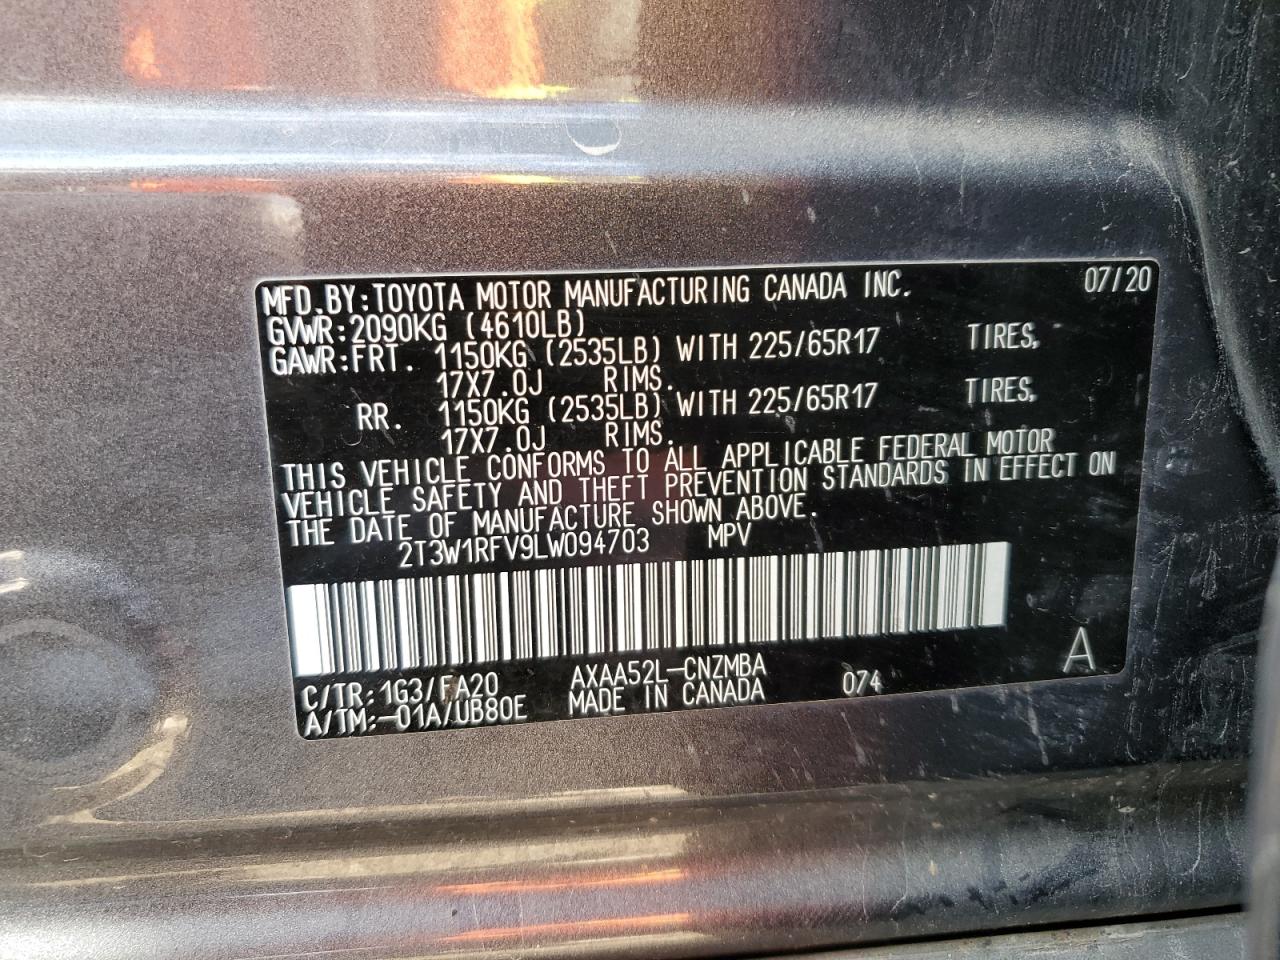 MFD.BY:TOYOTA MOTOR MANUFACTURING CANADA INC. 07/20
GVWR:2090KG (4610LB)
GAWR:FRT. 1150KG (2535LB) WITH 225/65R17 TIRES,
17X7.0J RIMS.
RR. 1150KG (2535LB) WITH 225/65R17 TIRES,
17X7.0J RIMS.
THIS VEHICLE CONFORMS TO ALL APPLICABLE FEDERAL MOTOR
VEHICLE SAFETY AND THEFT PREVENTION STANDARDS IN EFFECT ON
THE DATE OF MANUFACTURE SHOWN ABOVE.
2T3W1RFV9LW094703 MPV
A
C/TR:1G3/FA20 AXAA52L-CNZMBA 074
A/TM:-01A/UB80E MADE IN CANADA